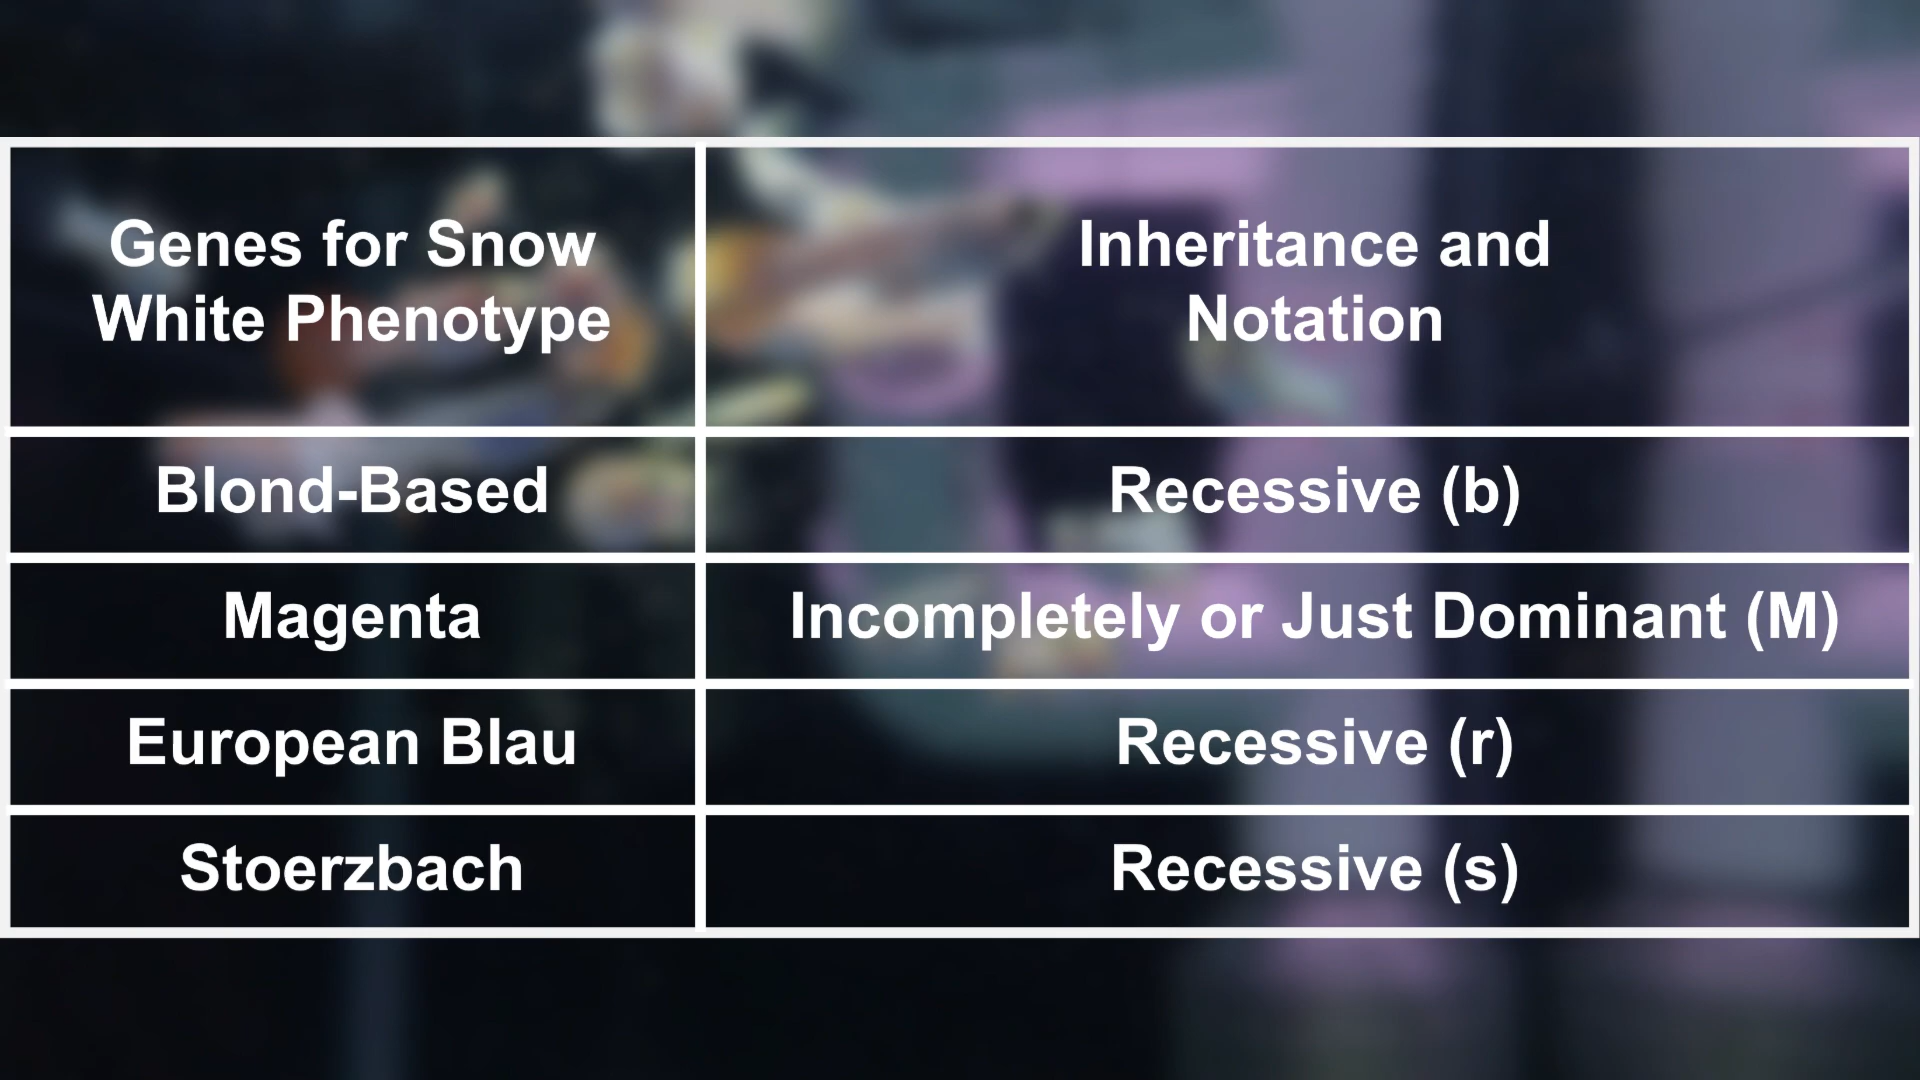 Genes for Snow
White Phenotype
Inheritance and
Notation
Blond-Based
Recessive (b)
Magenta
Incompletely or Just Dominant (M)
European Blau
Recessive (r)
Stoerzbach
Recessive (s)